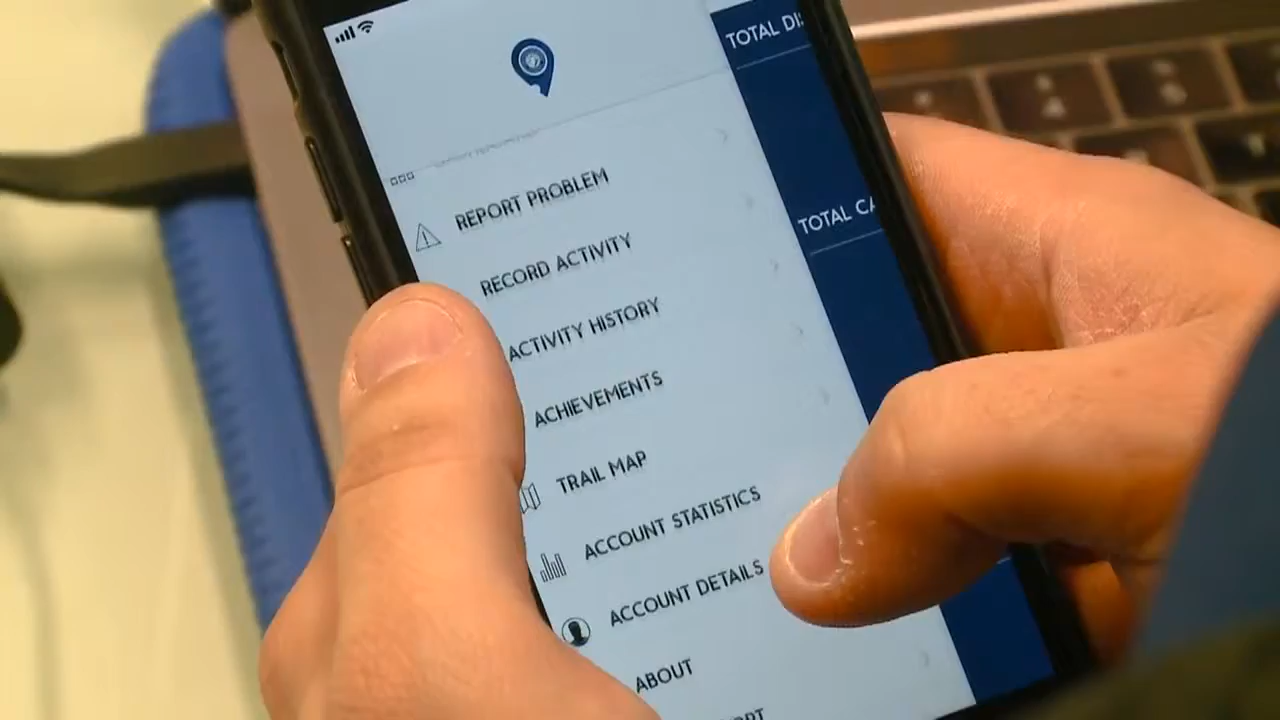 TOTAL DI
REPORT PROBLEM
TOTAL CA
RECORD ACTIVITY
ACTIVITY HISTORY
ACHIEVEMENTS
TRAIL MAP
ACCOUNT STATISTICS
ACCOUNT DETAILS
ABOUT